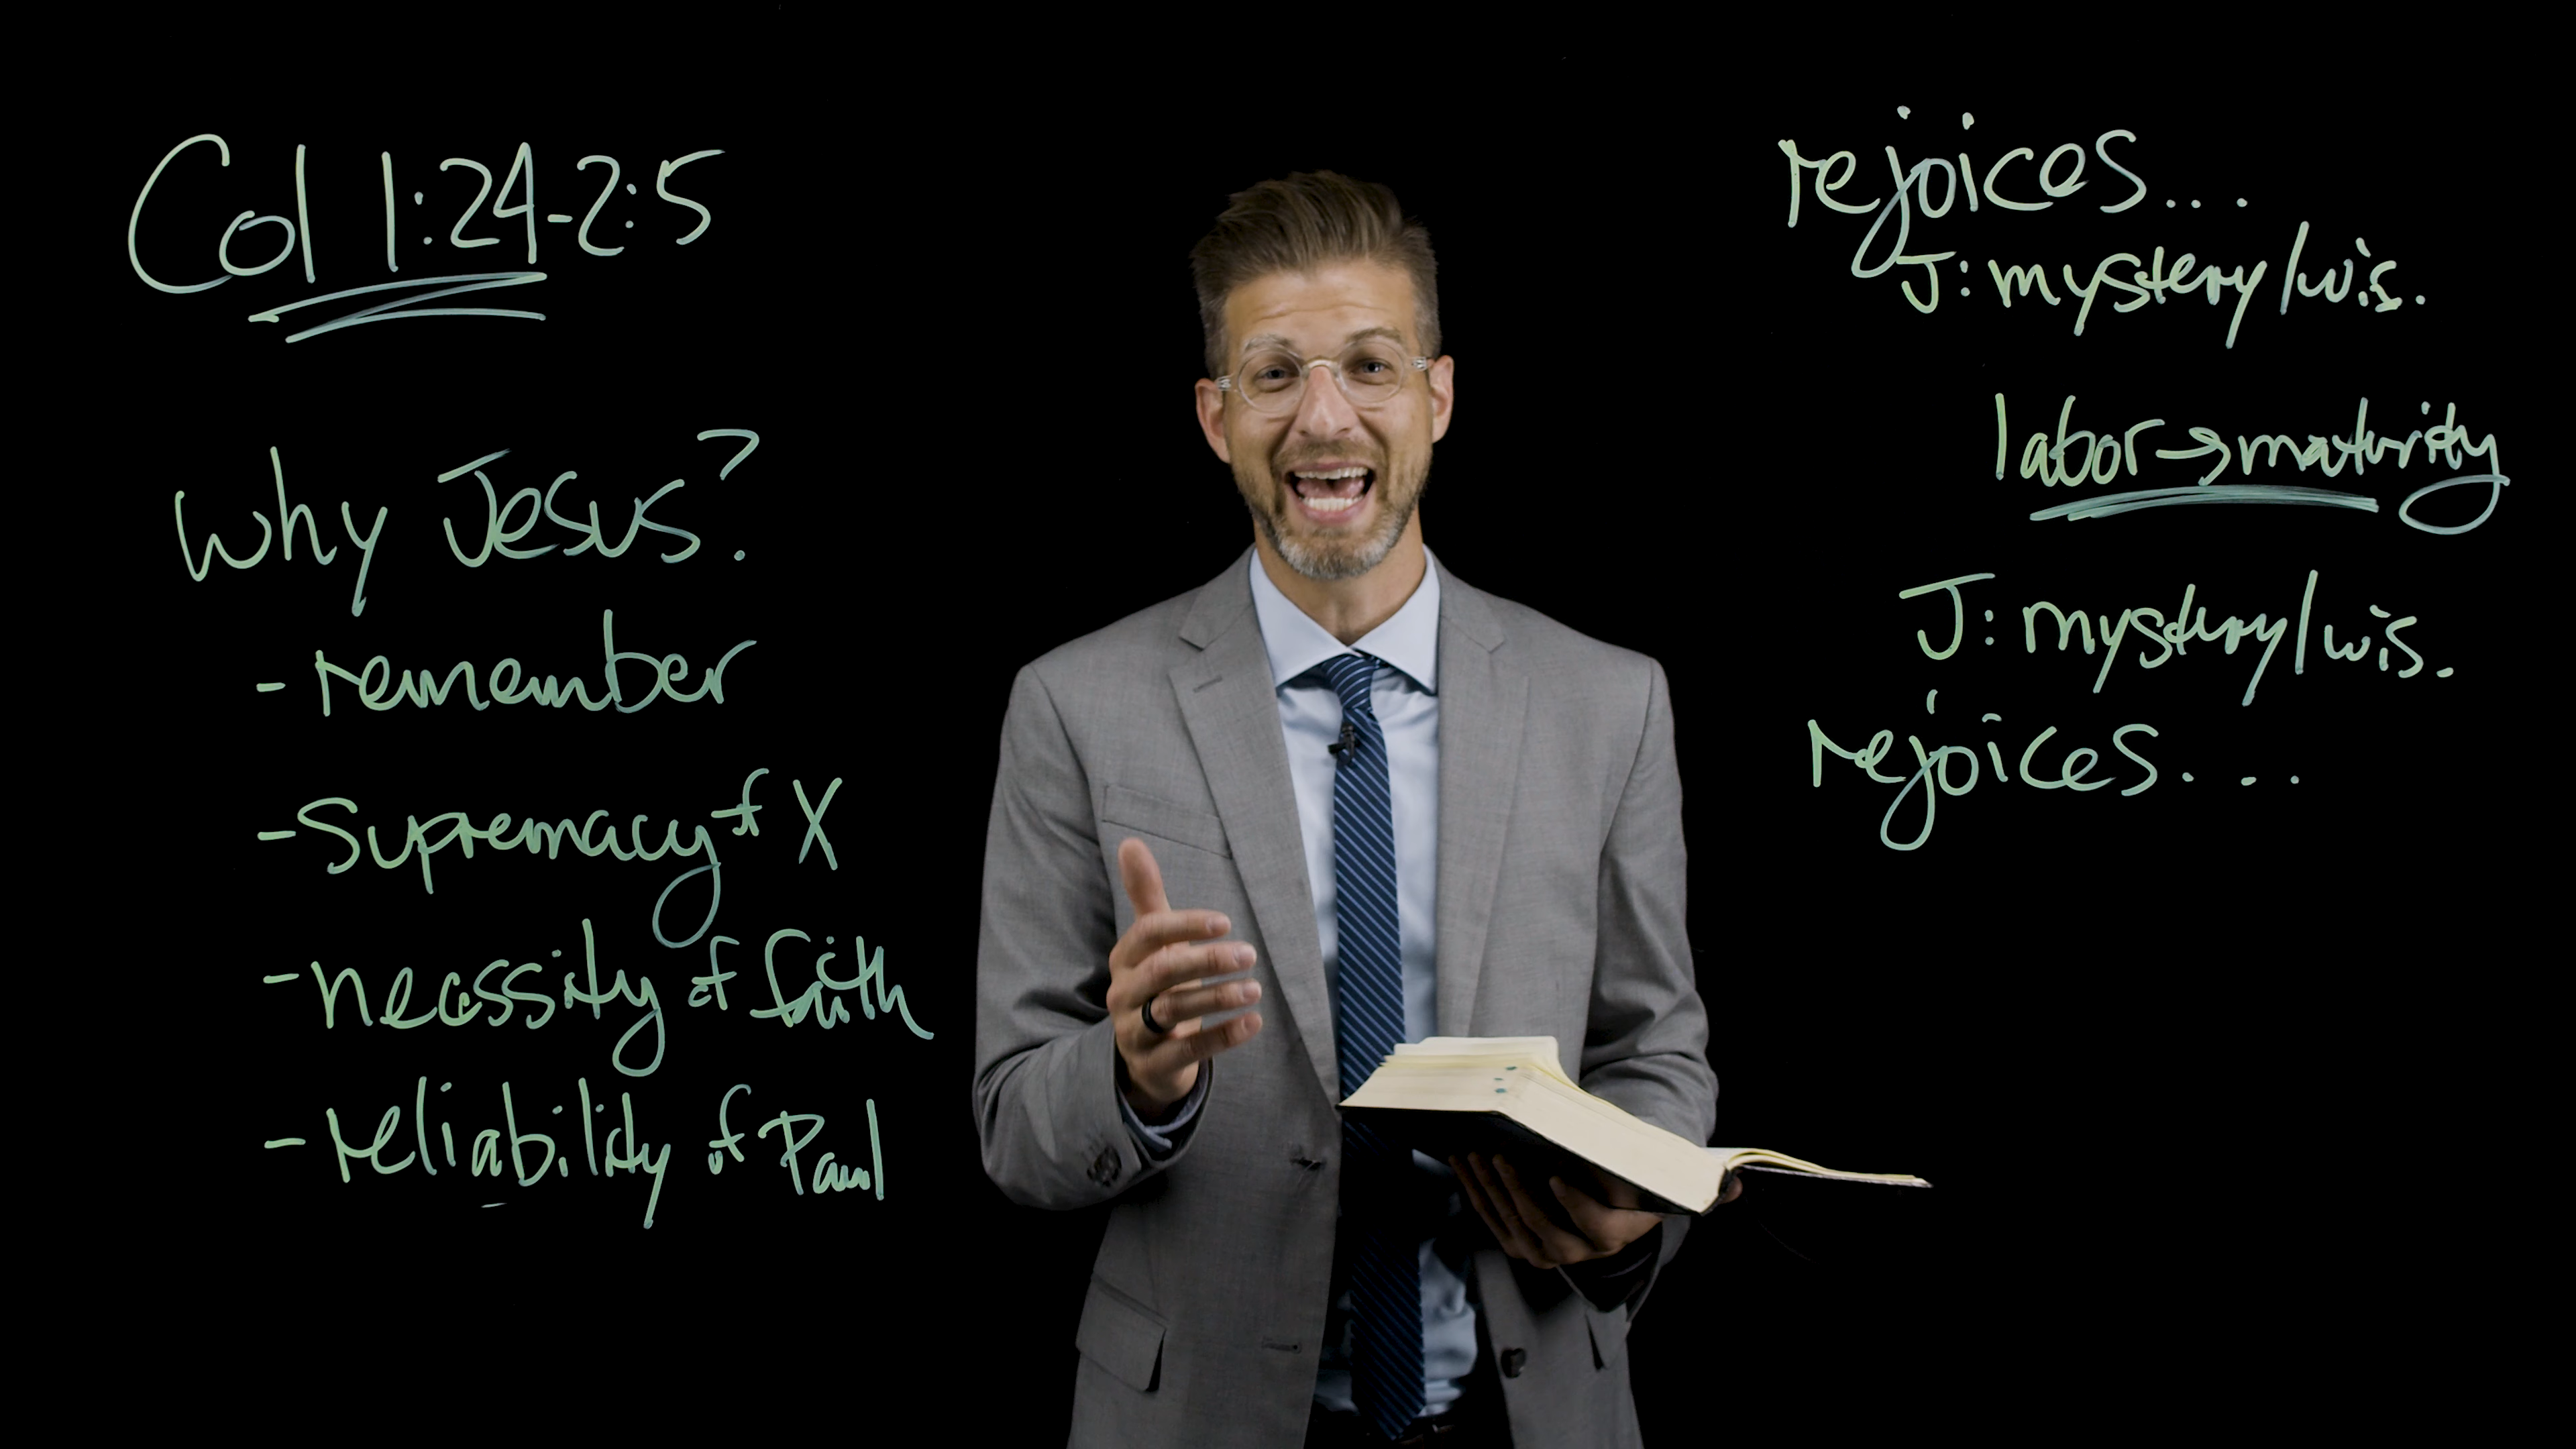 Col 1:24-2:5
Why Jesus?
- remember
- Supremacy of X
- necessity of faith
- reliability of Paul
rejoices...
J: mystery/wis.
labor→maturity
J: mystery/wis.
rejoices...